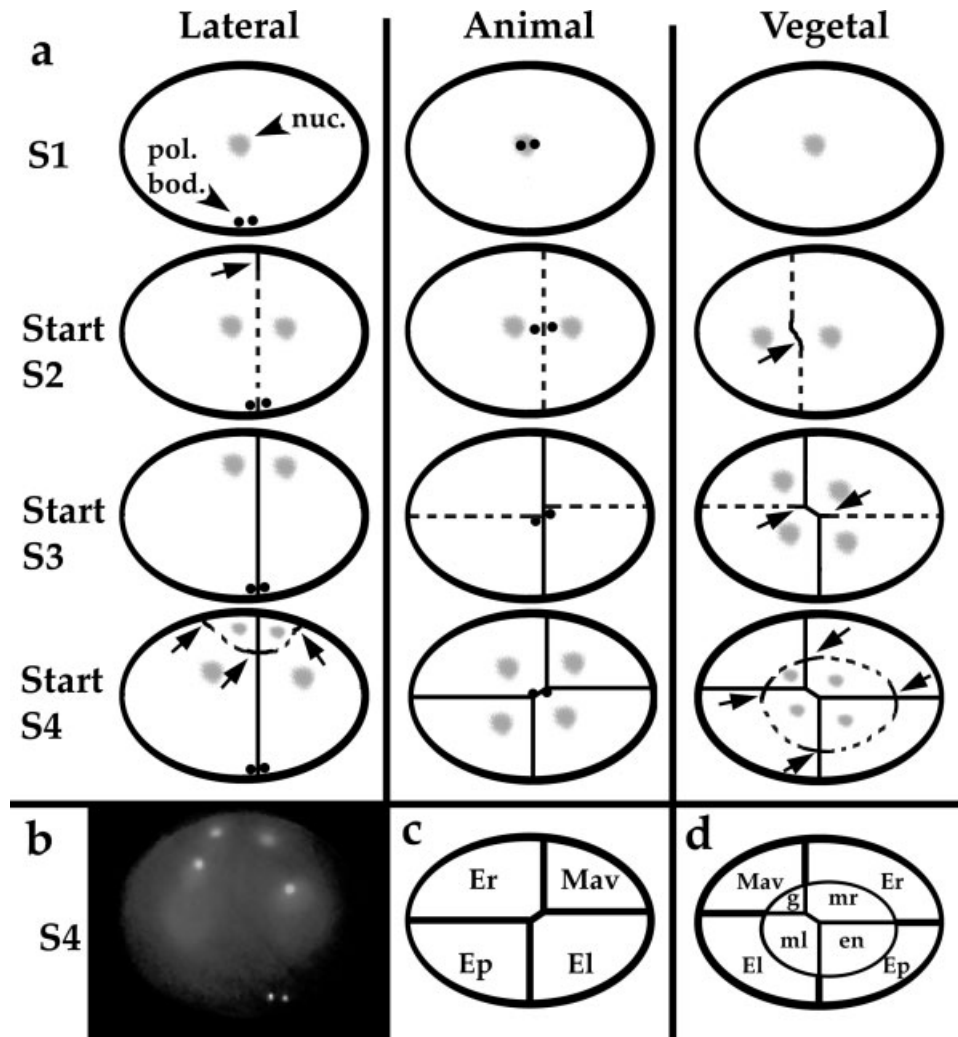 Lateral Animal Vegetal
a
S1
nuc.
pol.
bod.
Start
S2
Start
S3
Start
S4
b
S4
c
Er Mav
Ep El
d
Mav Er
g mr
ml en
El Ep